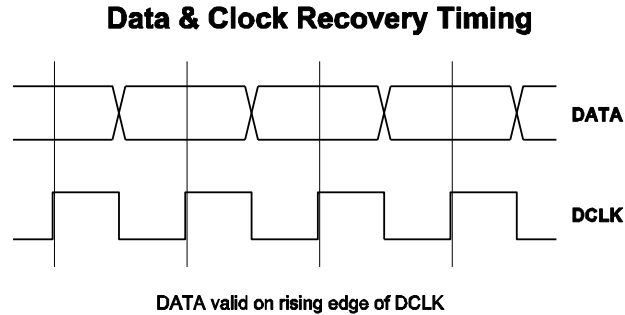 Data & Clock Recovery Timing
DATA
DCLK
DATA valid on rising edge of DCLK